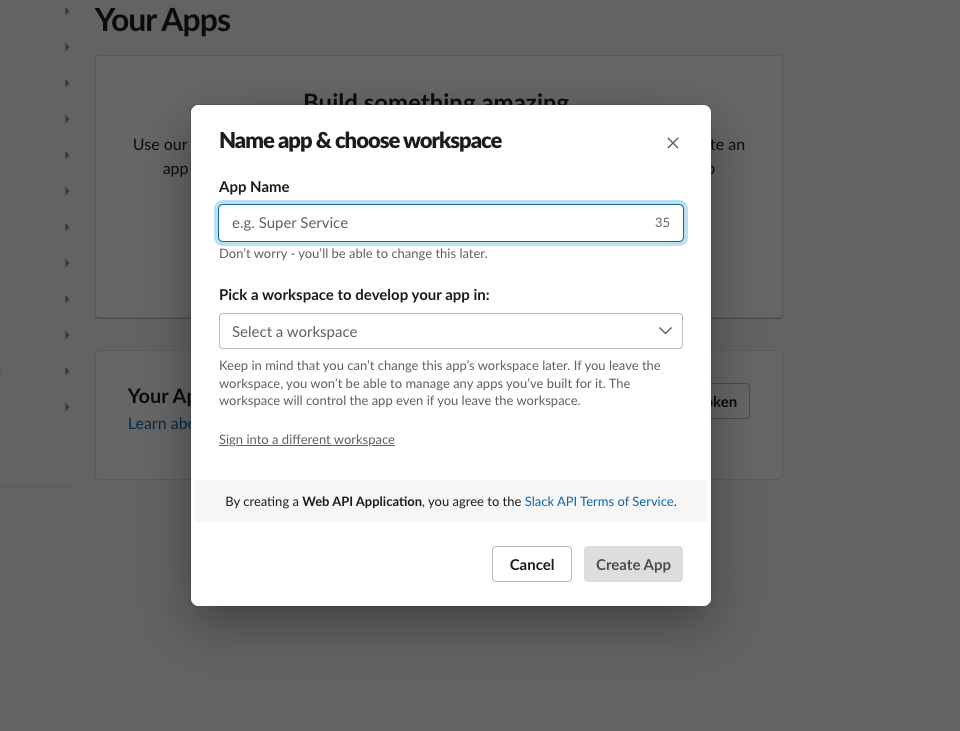 Your Apps
Build something amazing
Use our
te an
app
Name app & choose workspace
App Name
e.g. Super Service 35
Don't worry - you'll be able to change this later.
Pick a workspace to develop your app in:
Select a workspace
Keep in mind that you can't change this app's workspace later. If you leave the
workspace, you won't be able to manage any apps you've built for it. The
workspace will control the app even if you leave the workspace.
Your Ap
oken
Learn abo
Sign into a different workspace
By creating a Web API Application, you agree to the Slack API Terms of Service.
Cancel Create App